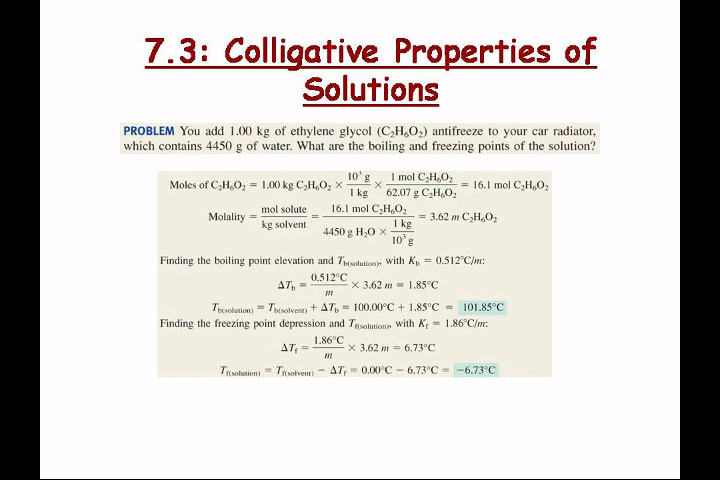 7.3: Colligative Properties of
Solutions
PROBLEM You add 1.00 kg of ethylene glycol (C₂H₆O₂) antifreeze to your car radiator,
which contains 4450 g of water. What are the boiling and freezing points of the solution?
Moles of C₂H₆O₂ = 1.00 kg C₂H₆O₂ × 10³ g / 1 kg × 1 mol C₂H₆O₂ / 62.07 g C₂H₆O₂ = 16.1 mol C₂H₆O₂
Molality = mol solute / kg solvent = 16.1 mol C₂H₆O₂ / 4450 g H₂O × 1 kg / 10³ g = 3.62 m C₂H₆O₂
Finding the boiling point elevation and Tb(solution), with Kb = 0.512°C/m:
ΔTb = 0.512°C / m × 3.62 m = 1.85°C
Tb(solution) = Tb(solvent) + ΔTb = 100.00°C + 1.85°C = 101.85°C
Finding the freezing point depression and Tf(solution), with Kf = 1.86°C/m:
ΔTf = 1.86°C / m × 3.62 m = 6.73°C
Tf(solution) = Tf(solvent) − ΔTf = 0.00°C − 6.73°C = −6.73°C